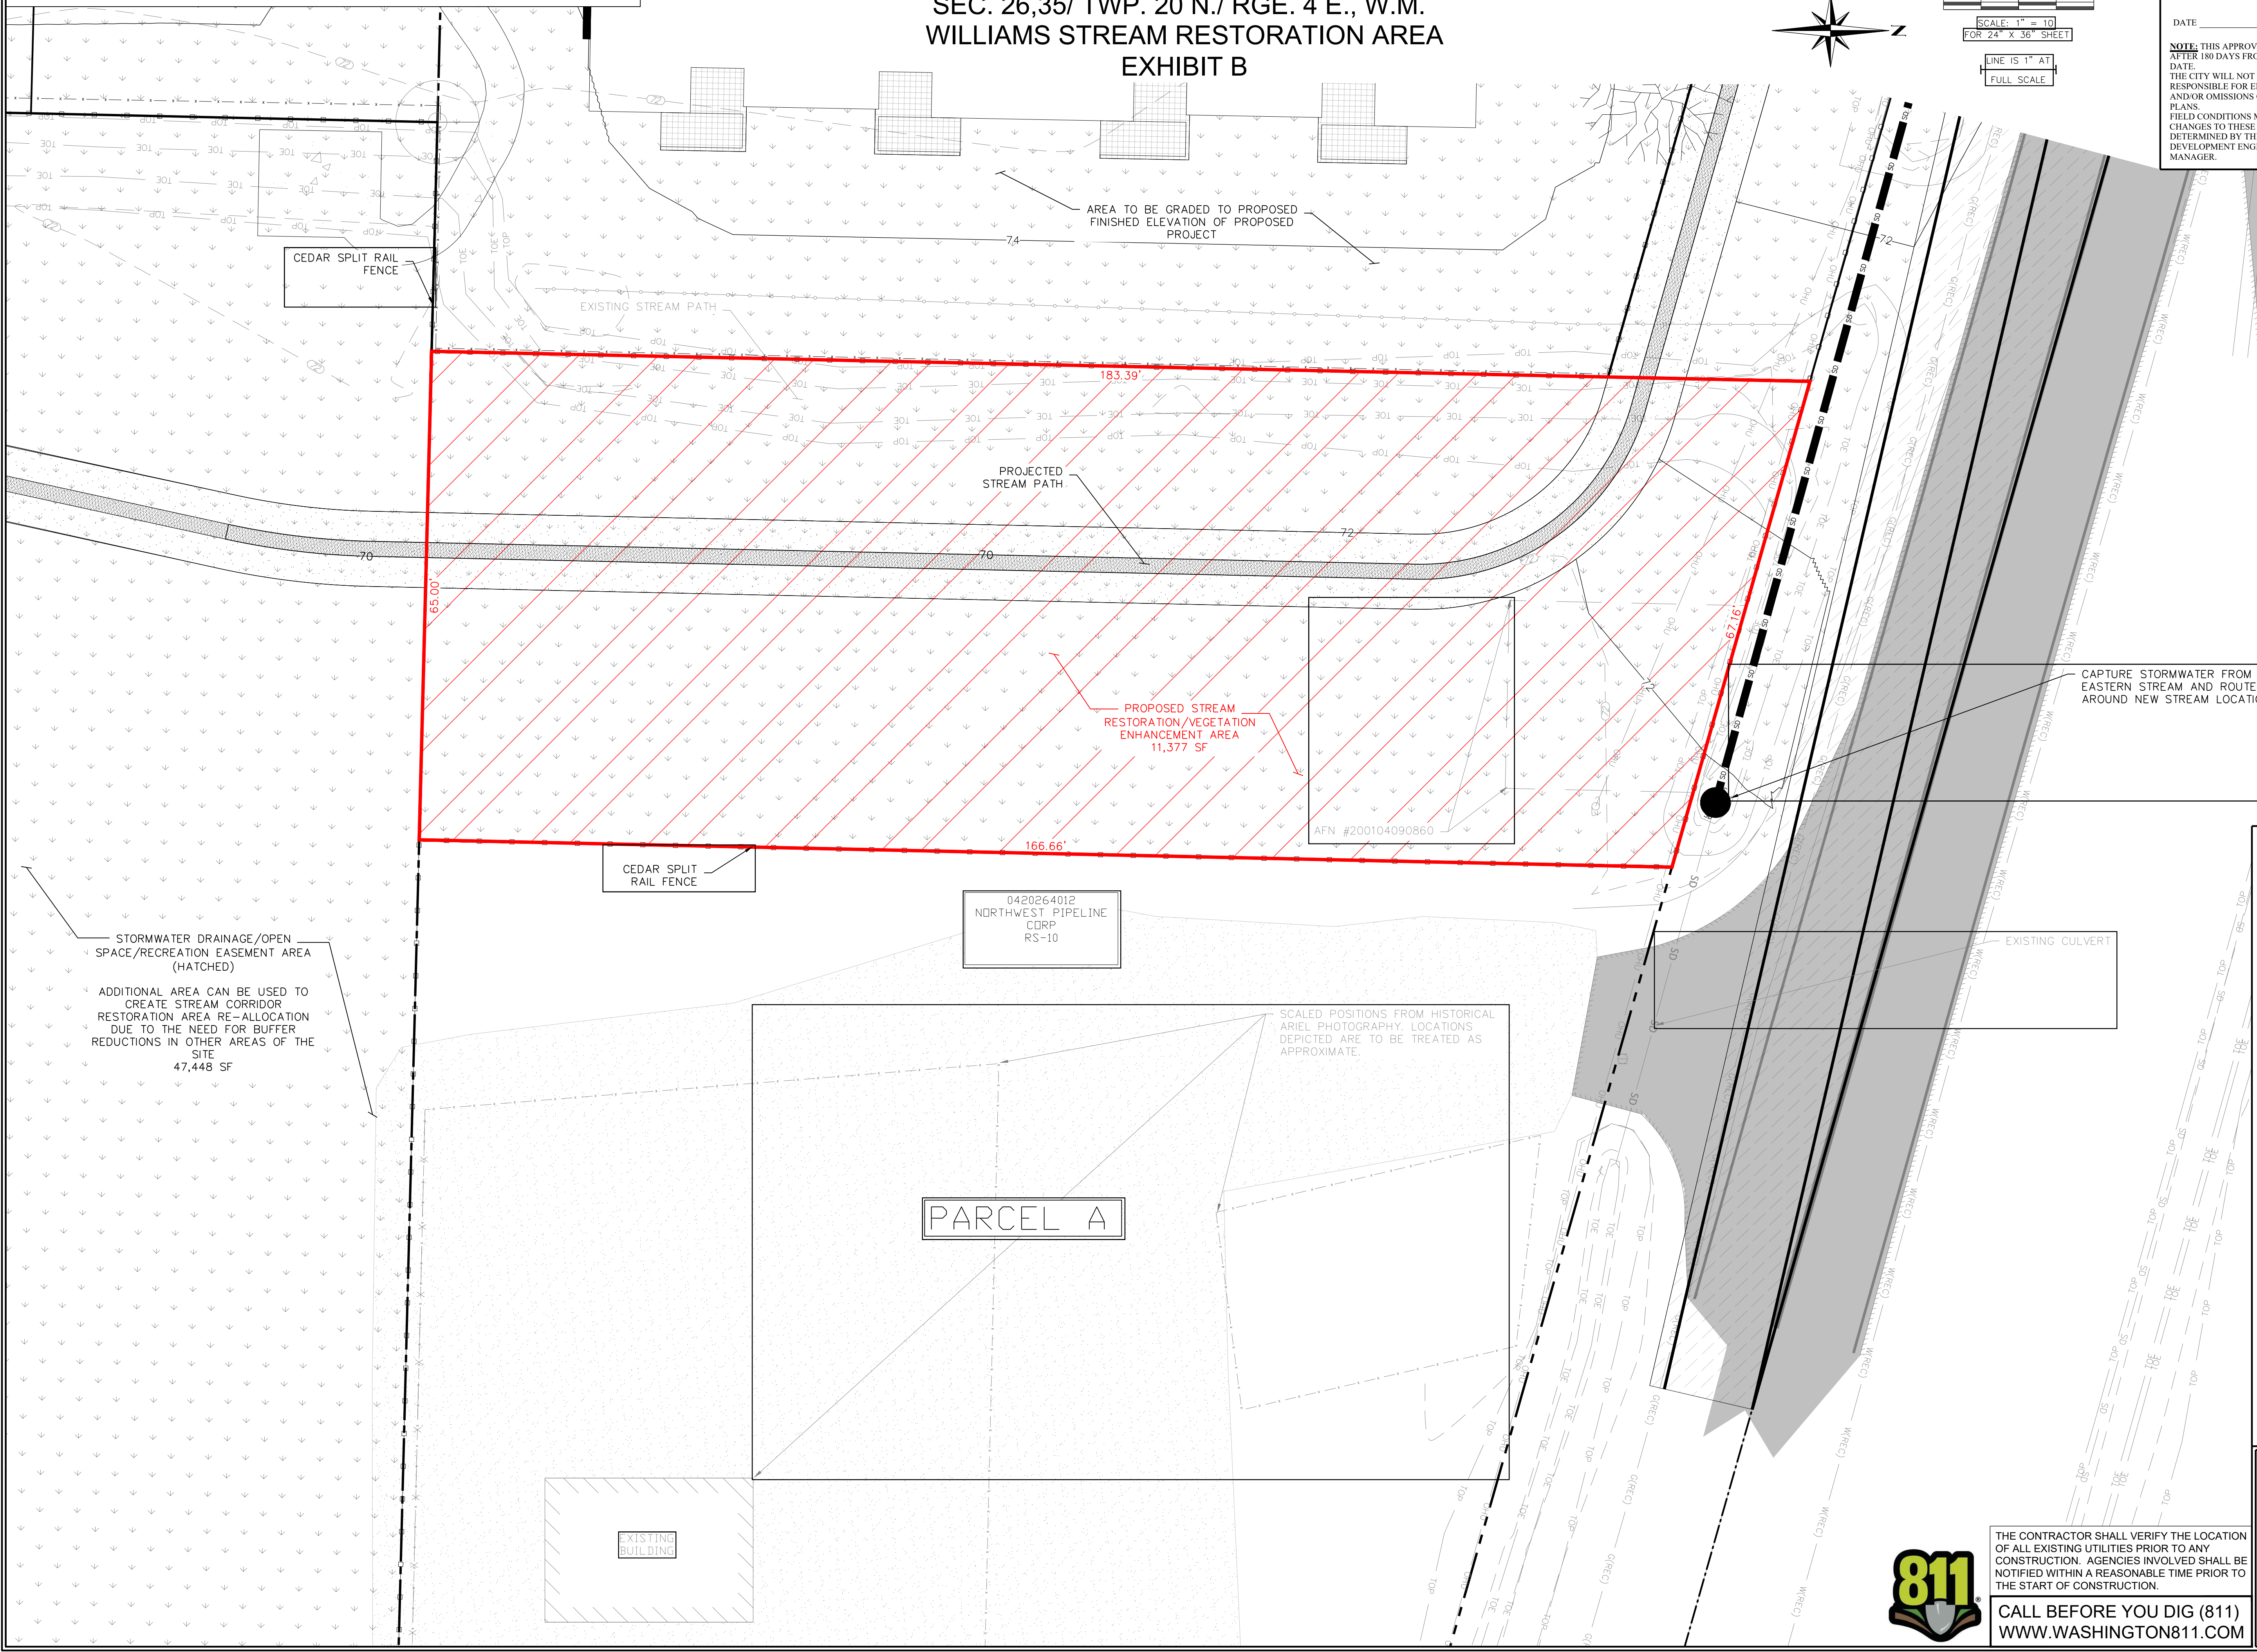 SEC. 26,35/ TWP. 20 N./ RGE. 4 E., W.M.
WILLIAMS STREAM RESTORATION AREA
EXHIBIT B
N
SCALE: 1" = 10
FOR 24" X 36" SHEET
LINE IS 1" AT
FULL SCALE
DATE
NOTE: THIS APPROV
AFTER 180 DAYS FRO
DATE.
THE CITY WILL NOT
RESPONSIBLE FOR E
AND/OR OMISSIONS
PLANS.
FIELD CONDITIONS M
CHANGES TO THESE
DETERMINED BY TH
DEVELOPMENT ENG
MANAGER.
AREA TO BE GRADED TO PROPOSED
FINISHED ELEVATION OF PROPOSED
PROJECT
74
72
CEDAR SPLIT RAIL
FENCE
EXISTING STREAM PATH
183.39'
PROJECTED
STREAM PATH
72
70
70
65.00'
67.16'
PROPOSED STREAM
RESTORATION/VEGETATION
ENHANCEMENT AREA
11,377 SF
CAPTURE STORMWATER FROM
EASTERN STREAM AND ROUTE
AROUND NEW STREAM LOCATI
AFN #200104090860
166.66'
CEDAR SPLIT
RAIL FENCE
0420264012
NORTHWEST PIPELINE
CORP
RS-10
STORMWATER DRAINAGE/OPEN
SPACE/RECREATION EASEMENT AREA
(HATCHED)
ADDITIONAL AREA CAN BE USED TO
CREATE STREAM CORRIDOR
RESTORATION AREA RE-ALLOCATION
DUE TO THE NEED FOR BUFFER
REDUCTIONS IN OTHER AREAS OF THE
SITE
47,448 SF
EXISTING CULVERT
SCALED POSITIONS FROM HISTORICAL
ARIEL PHOTOGRAPHY. LOCATIONS
DEPICTED ARE TO BE TREATED AS
APPROXIMATE.
PARCEL A
EXISTING
BUILDING
811
THE CONTRACTOR SHALL VERIFY THE LOCATION
OF ALL EXISTING UTILITIES PRIOR TO ANY
CONSTRUCTION. AGENCIES INVOLVED SHALL BE
NOTIFIED WITHIN A REASONABLE TIME PRIOR TO
THE START OF CONSTRUCTION.
CALL BEFORE YOU DIG (811)
WWW.WASHINGTON811.COM